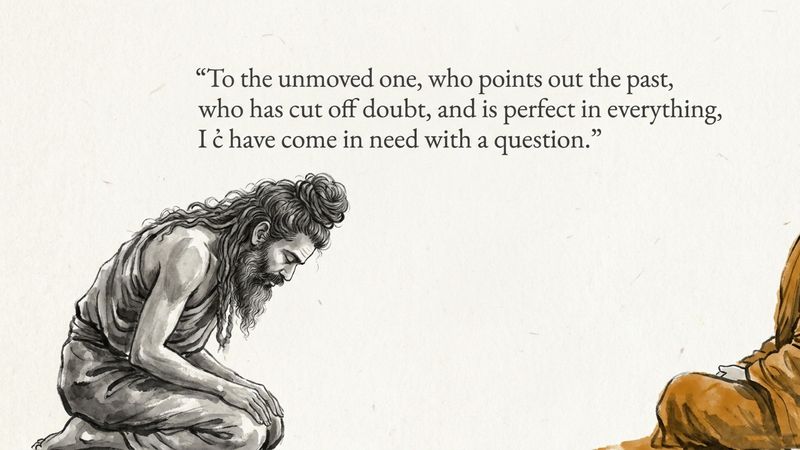 “To the unmoved one, who points out the past,
who has cut off doubt, and is perfect in everything,
I c̉ have come in need with a question.”